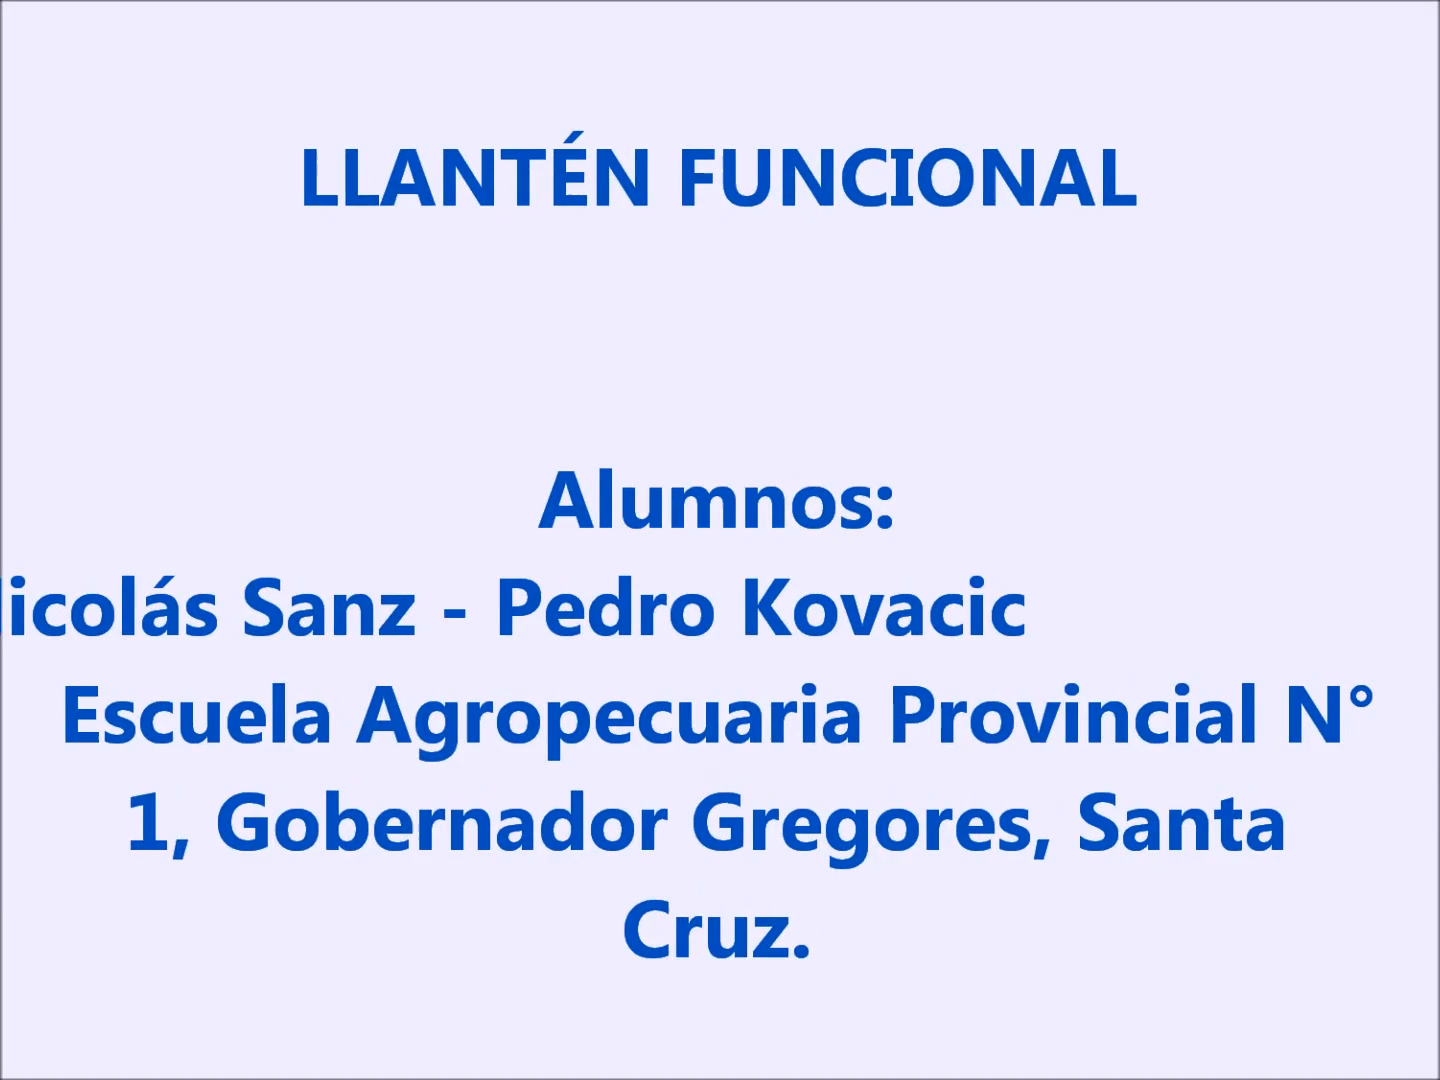 LLANTÉN FUNCIONAL
Alumnos:
icolás Sanz - Pedro Kovacic
Escuela Agropecuaria Provincial N°
1, Gobernador Gregores, Santa
Cruz.